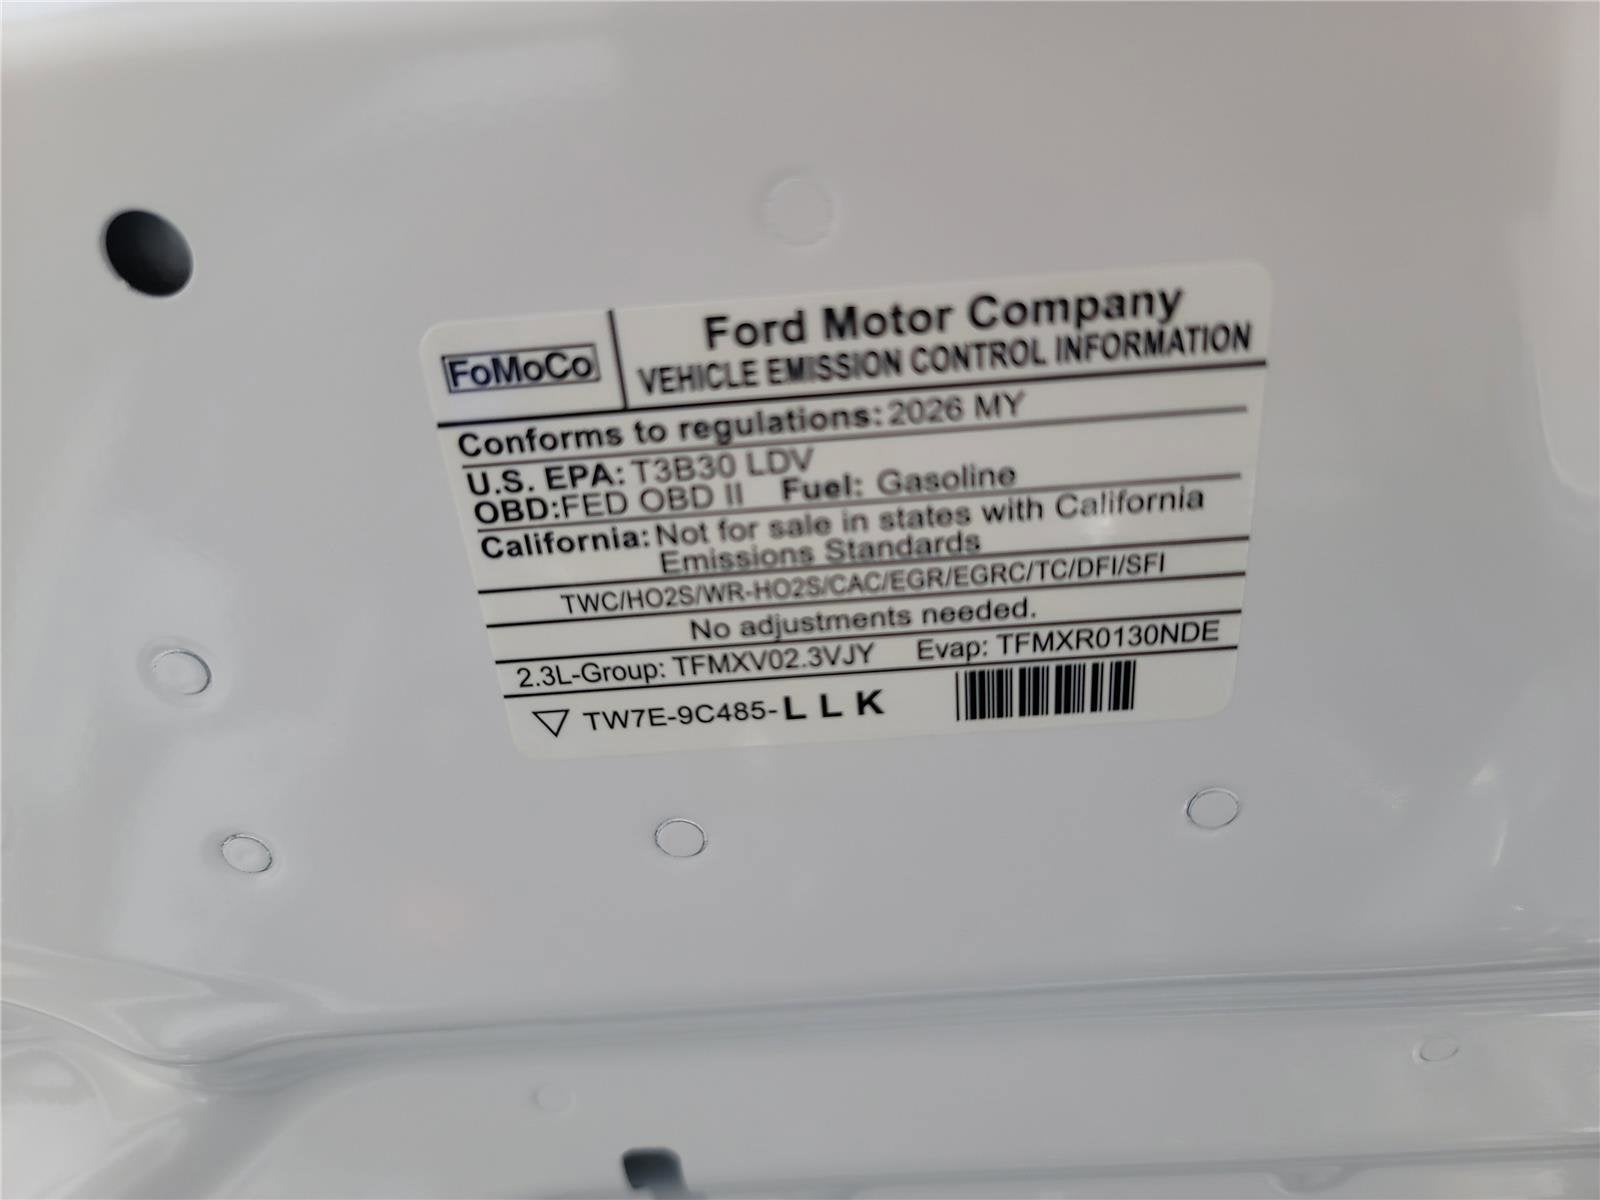 FoMoCo
Ford Motor Company
VEHICLE EMISSION CONTROL INFORMATION
Conforms to regulations: 2026 MY
U.S. EPA: T3B30 LDV
OBD: FED OBD II Fuel: Gasoline
California: Not for sale in states with California
Emissions Standards
TWC/HO2S/WR-HO2S/CAC/EGR/EGRC/TC/DFI/SFI
No adjustments needed.
2.3L-Group: TFMXV02.3VJY Evap: TFMXR0130NDE
TW7E-9C485-L L K